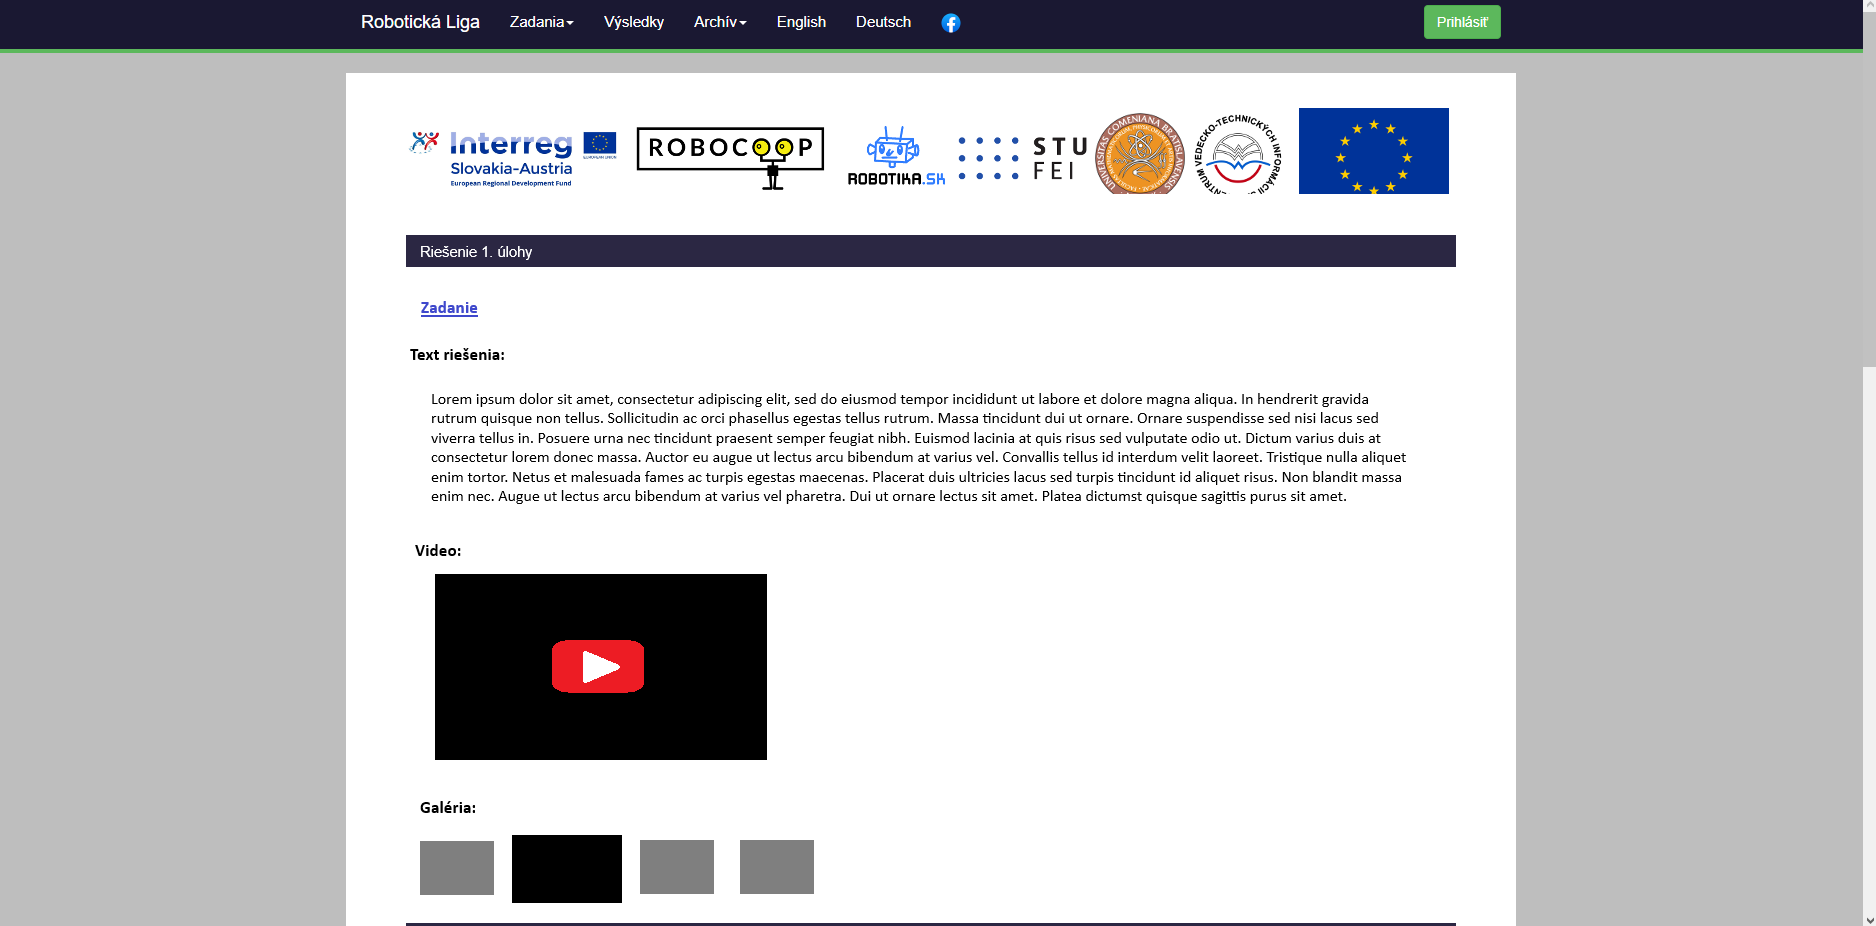 Robotická Liga Zadania Výsledky Archív English Deutsch Prihlásiť
Interreg
EUROPEAN UNION
Slovakia-Austria
European Regional Development Fund
ROBOCOOP
ROBOTIKA.SK
STU
FEI
UNIVERSITAS COMENIANA BRATISLAVENSIS
VEDECKO-TECHNICKÝCH INFORMÁCIÍ
Riešenie 1. úlohy
Zadanie
Text riešenia:
Lorem ipsum dolor sit amet, consectetur adipiscing elit, sed do eiusmod tempor incididunt ut labore et dolore magna aliqua. In hendrerit gravida
rutrum quisque non tellus. Sollicitudin ac orci phasellus egestas tellus rutrum. Massa tincidunt dui ut ornare. Ornare suspendisse sed nisi lacus sed
viverra tellus in. Posuere urna nec tincidunt praesent semper feugiat nibh. Euismod lacinia at quis risus sed vulputate odio ut. Dictum varius duis at
consectetur lorem donec massa. Auctor eu augue ut lectus arcu bibendum at varius vel. Convallis tellus id interdum velit laoreet. Tristique nulla aliquet
enim tortor. Netus et malesuada fames ac turpis egestas maecenas. Placerat duis ultricies lacus sed turpis tincidunt id aliquet risus. Non blandit massa
enim nec. Augue ut lectus arcu bibendum at varius vel pharetra. Dui ut ornare lectus sit amet. Platea dictumst quisque sagittis purus sit amet.
Video:
Galéria: